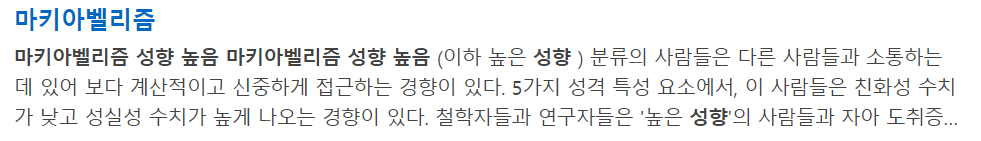 마키아벨리즘
마키아벨리즘 성향 높음 마키아벨리즘 성향 높음 (이하 높은 성향 ) 분류의 사람들은 다른 사람들과 소통하는
데 있어 보다 계산적이고 신중하게 접근하는 경향이 있다. 5가지 성격 특성 요소에서, 이 사람들은 친화성 수치
가 낮고 성실성 수치가 높게 나오는 경향이 있다. 철학자들과 연구자들은 '높은 성향'의 사람들과 자아 도취증...